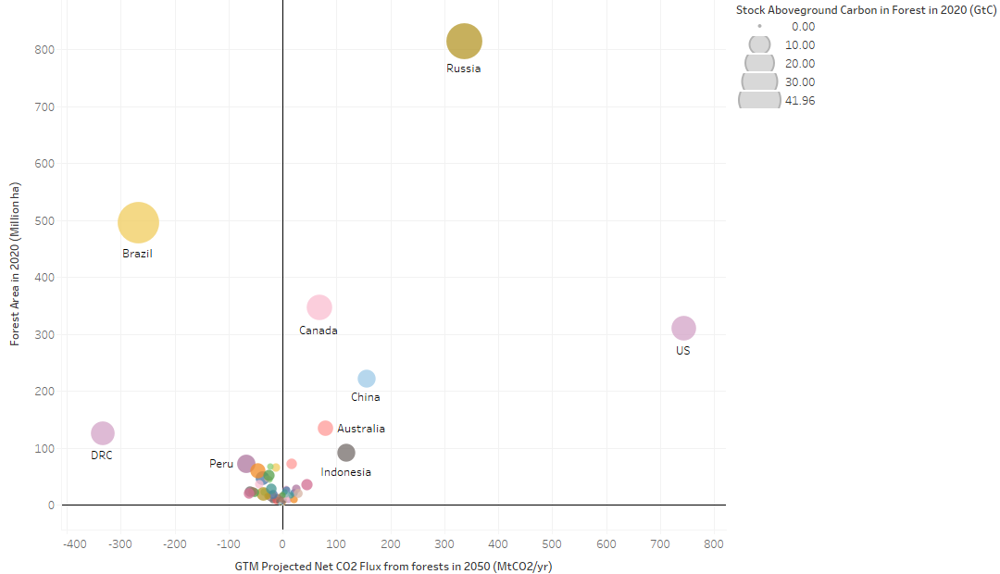 Stock Aboveground Carbon in Forest in 2020 (GtC)
0.00
10.00
20.00
30.00
41.96
Forest Area in 2020 (Million ha)
800
700
600
500
400
300
200
100
0
Russia
Brazil
Canada
US
China
Australia
DRC
Peru
Indonesia
-400 -300 -200 -100 0 100 200 300 400 500 600 700 800
GTM Projected Net CO2 Flux from forests in 2050 (MtCO2/yr)